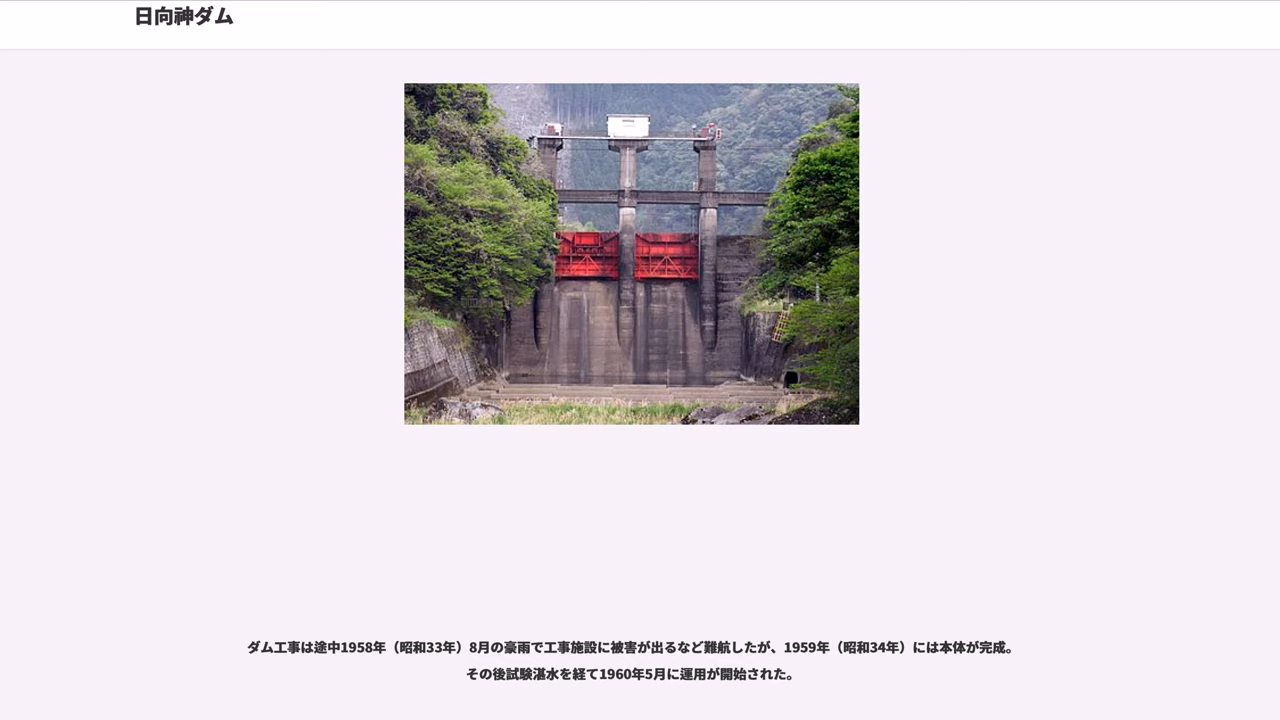 日向神ダム
ダム工事は途中1958年（昭和33年）8月の豪雨で工事施設に被害が出るなど難航したが、1959年（昭和34年）には本体が完成。
その後試験湛水を経て1960年5月に運用が開始された。